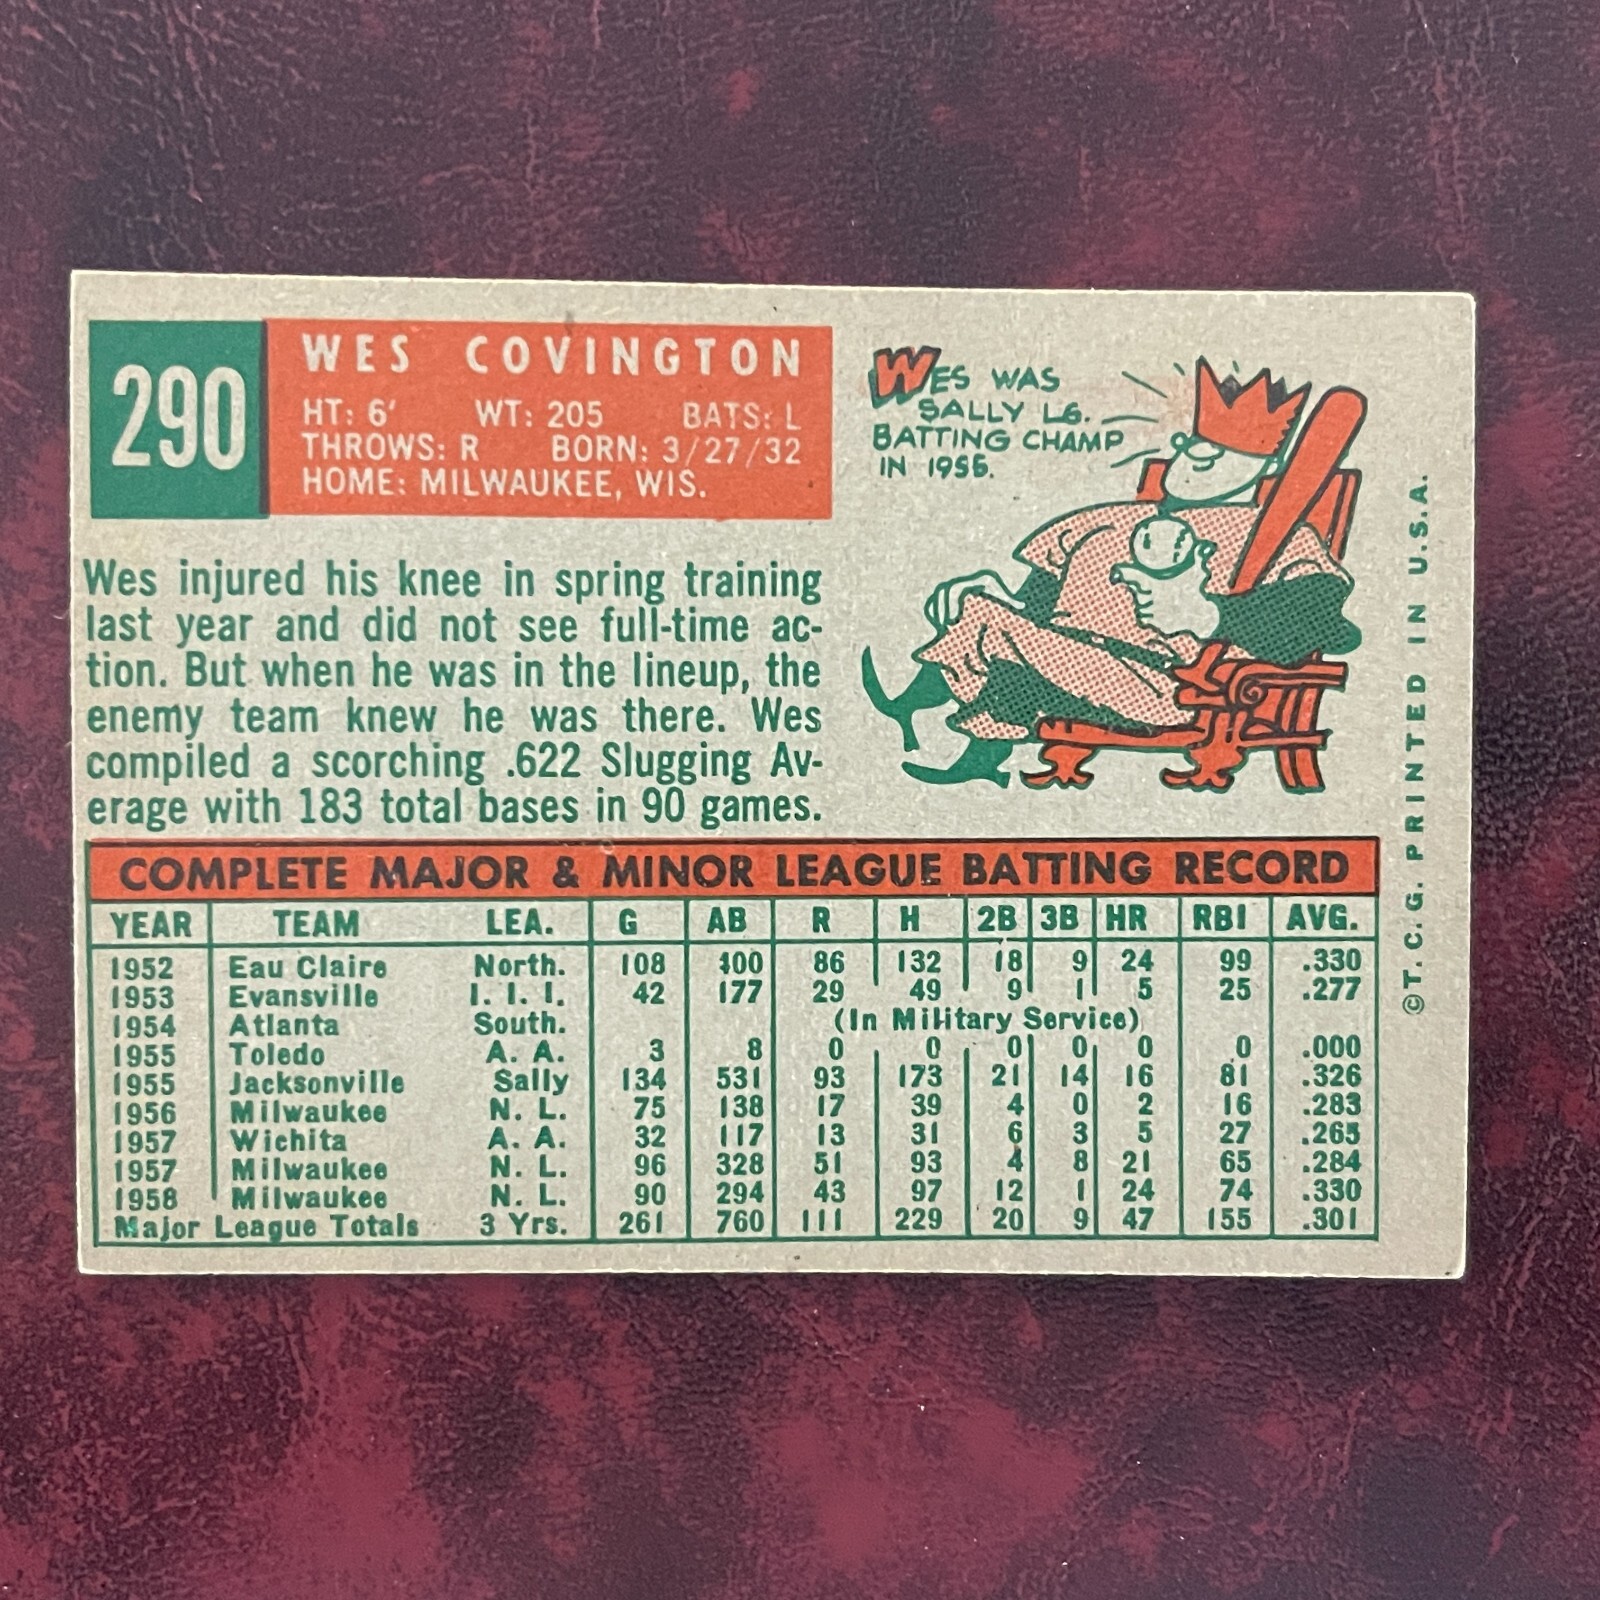 290
WES COVINGTON
HT: 6' WT: 205 BATS: L
THROWS: R BORN: 3/27/32
HOME: MILWAUKEE, WIS.
WES WAS
SALLY LG.
BATTING CHAMP
IN 1955.
Wes injured his knee in spring training
last year and did not see full-time ac-
tion. But when he was in the lineup, the
enemy team knew he was there. Wes
compiled a scorching .622 Slugging Av-
erage with 183 total bases in 90 games.
COMPLETE MAJOR & MINOR LEAGUE BATTING RECORD
YEAR TEAM LEA. G AB R H 2B 3B HR RBI AVG.
1952 Eau Claire North. 108 400 86 132 18 9 24 99 .330
1953 Evansville I. I. I. 42 177 29 49 9 1 5 25 .277
1954 Atlanta South. (In Military Service)
1955 Toledo A. A. 3 8 0 0 0 0 0 0 .000
1955 Jacksonville Sally 134 531 93 173 21 14 16 81 .326
1956 Milwaukee N. L. 75 138 17 39 4 0 2 16 .283
1957 Wichita A. A. 32 117 13 31 6 3 5 27 .265
1957 Milwaukee N. L. 96 328 51 93 4 8 21 65 .284
1958 Milwaukee N. L. 90 294 43 97 12 1 24 74 .330
Major League Totals 3 Yrs. 261 760 111 229 20 9 47 155 .301
©T.C.G. PRINTED IN U.S.A.